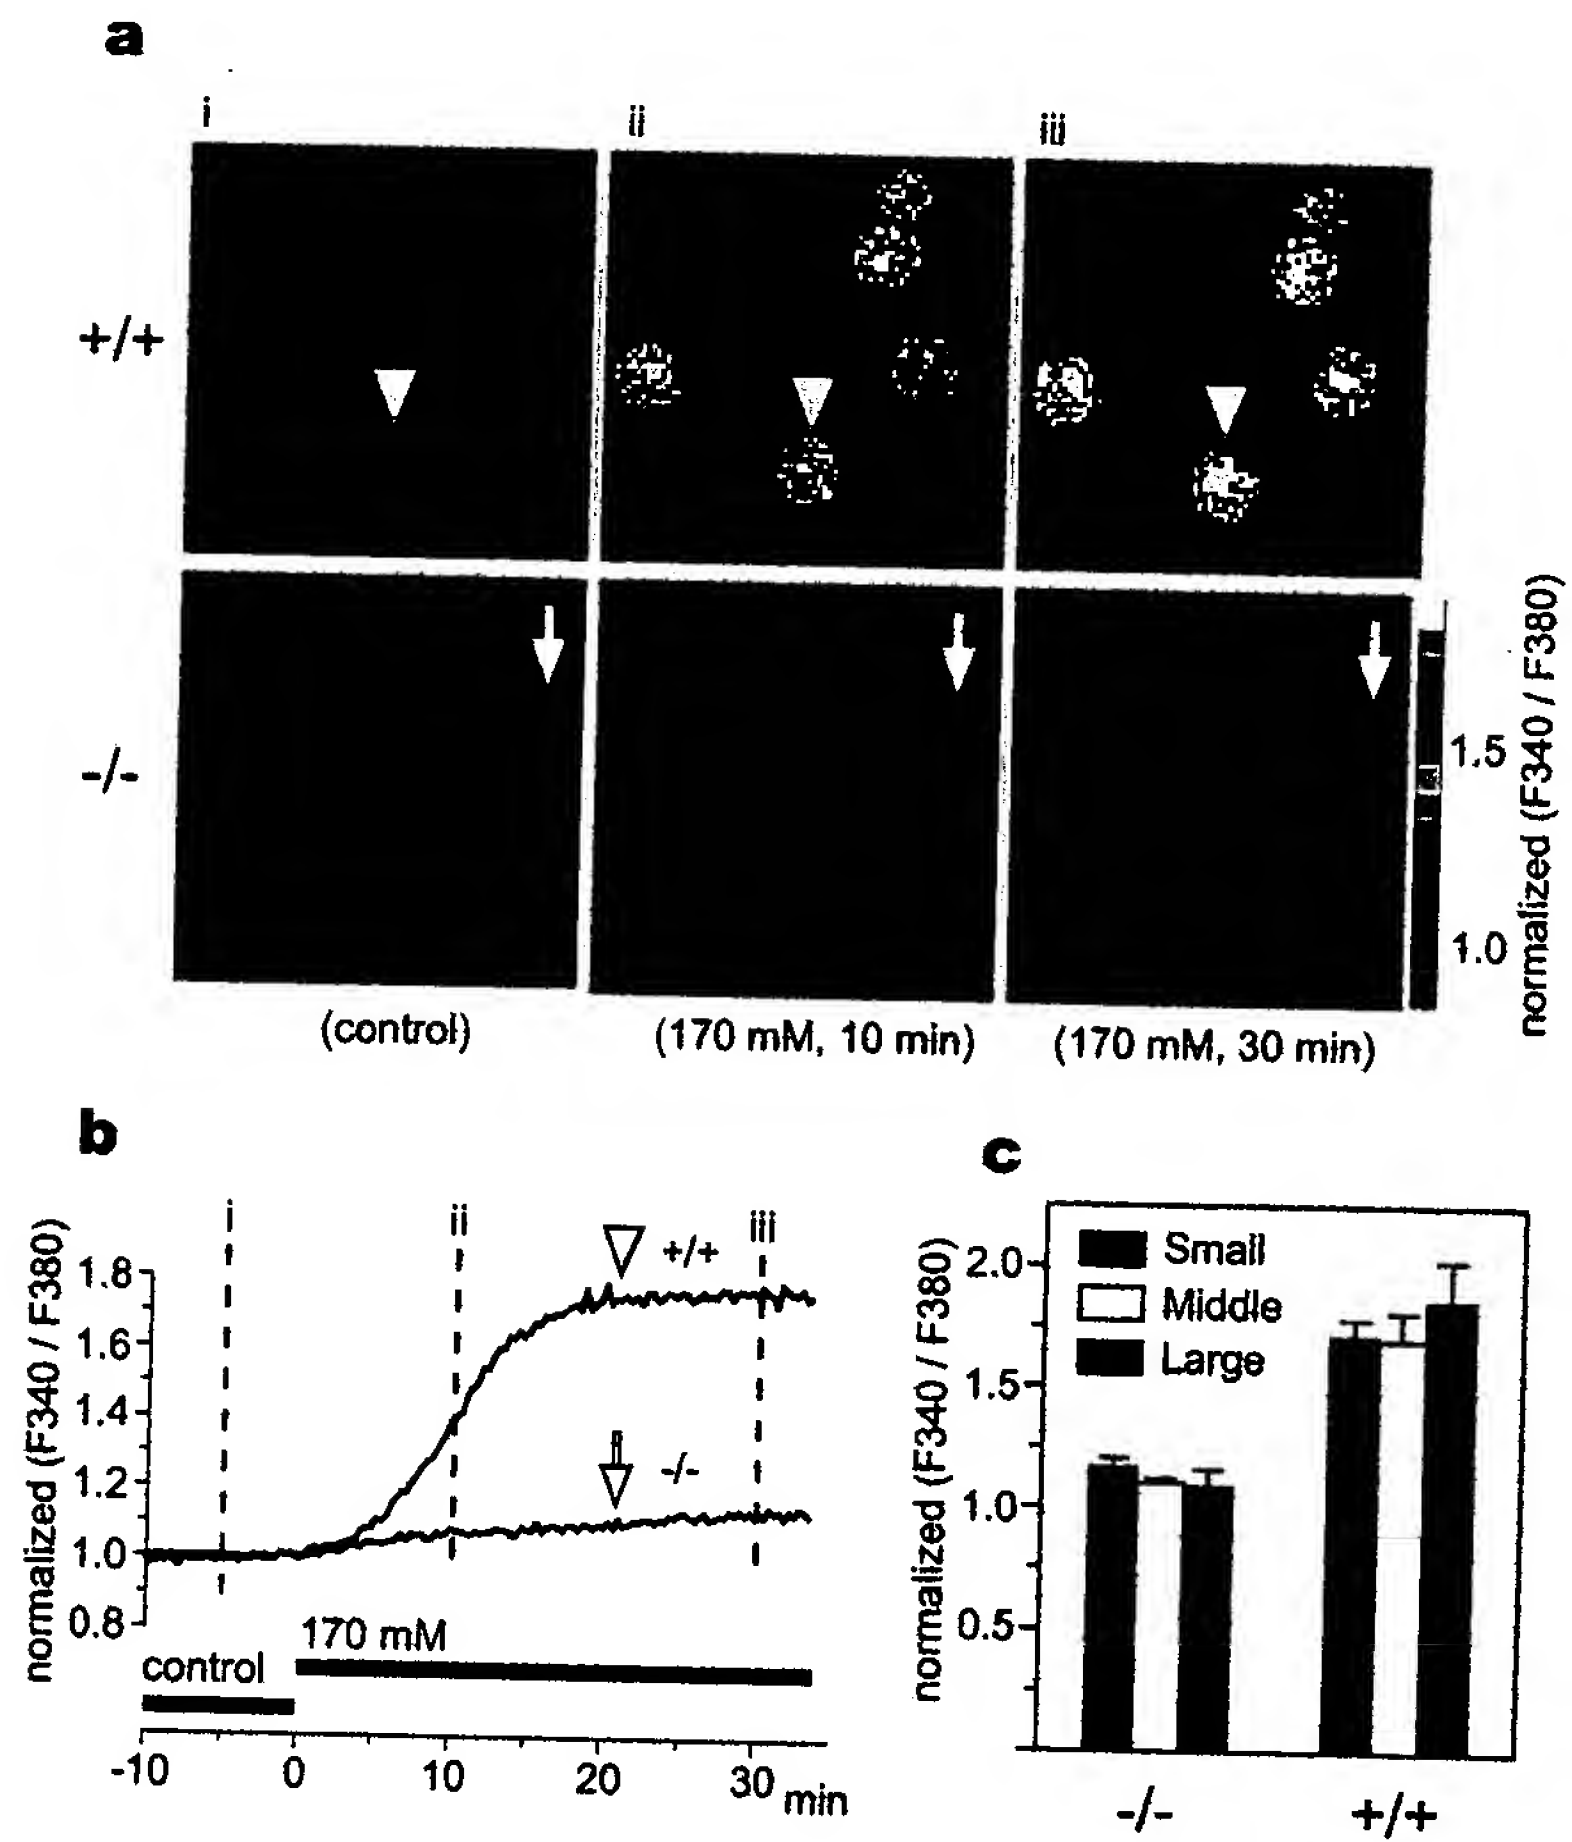 a
i
ii
iii
+/+
-/-
1.5
1.0
normalized (F340 / F380)
(control)
(170 mM, 10 min)
(170 mM, 30 min)
b
i
ii
iii
+/+
-/-
normalized (F340 / F380)
1.8
1.6
1.4
1.2
1.0
0.8
170 mM
control
-10
0
10
20
30
min
c
Small
Middle
Large
normalized (F340 / F380)
2.0
1.5
1.0
0.5
-/-
+/+